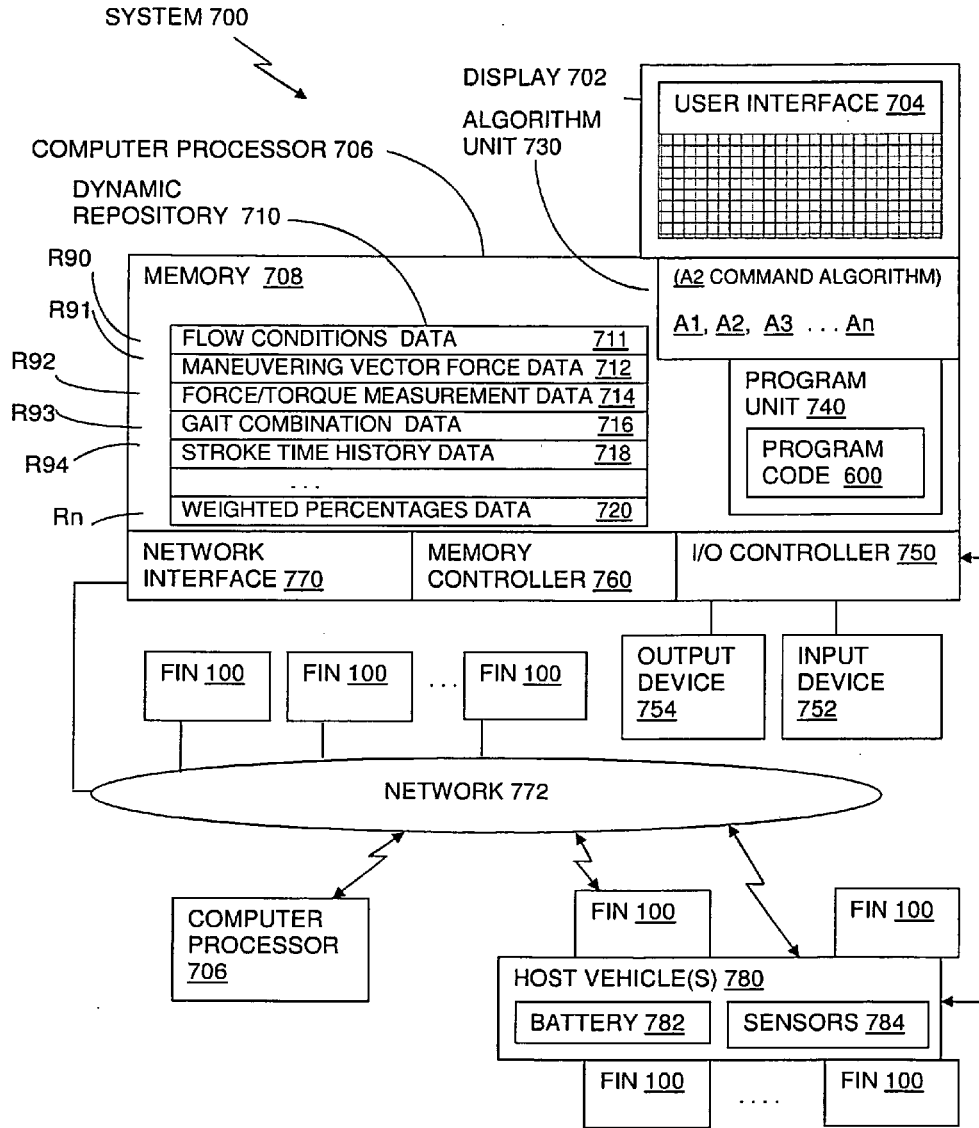 SYSTEM 700
DISPLAY 702
USER INTERFACE 704
ALGORITHM
UNIT 730
COMPUTER PROCESSOR 706
DYNAMIC
REPOSITORY 710
R90
MEMORY 708
(A2 COMMAND ALGORITHM)
R91
A1, A2, A3 . . . An
FLOW CONDITIONS DATA 711
R92
MANEUVERING VECTOR FORCE DATA 712
PROGRAM
UNIT 740
FORCE/TORQUE MEASUREMENT DATA 714
R93
GAIT COMBINATION DATA 716
R94
STROKE TIME HISTORY DATA 718
PROGRAM
CODE 600
. . .
Rn
WEIGHTED PERCENTAGES DATA 720
NETWORK
INTERFACE 770
MEMORY
CONTROLLER 760
I/O CONTROLLER 750
FIN 100
FIN 100
. . .
FIN 100
OUTPUT
DEVICE
754
INPUT
DEVICE
752
NETWORK 772
COMPUTER
PROCESSOR
706
FIN 100
FIN 100
HOST VEHICLE(S) 780
BATTERY 782
SENSORS 784
FIN 100
. . . .
FIN 100